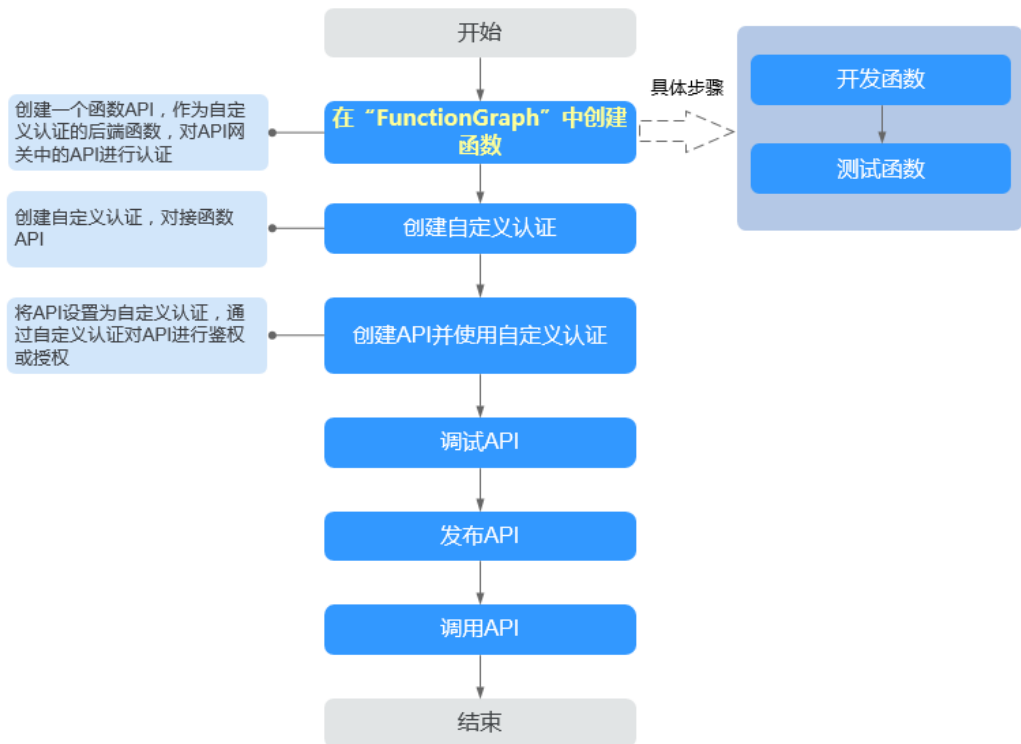 开始
创建一个函数API，作为自定
义认证的后端函数，对API网
关中的API进行认证
在“FunctionGraph”中创建
函数
具体步骤
开发函数
测试函数
创建自定义认证，对接函数
API
创建自定义认证
将API设置为自定义认证，通
过自定义认证对API进行鉴权
或授权
创建API并使用自定义认证
调试API
发布API
调用API
结束